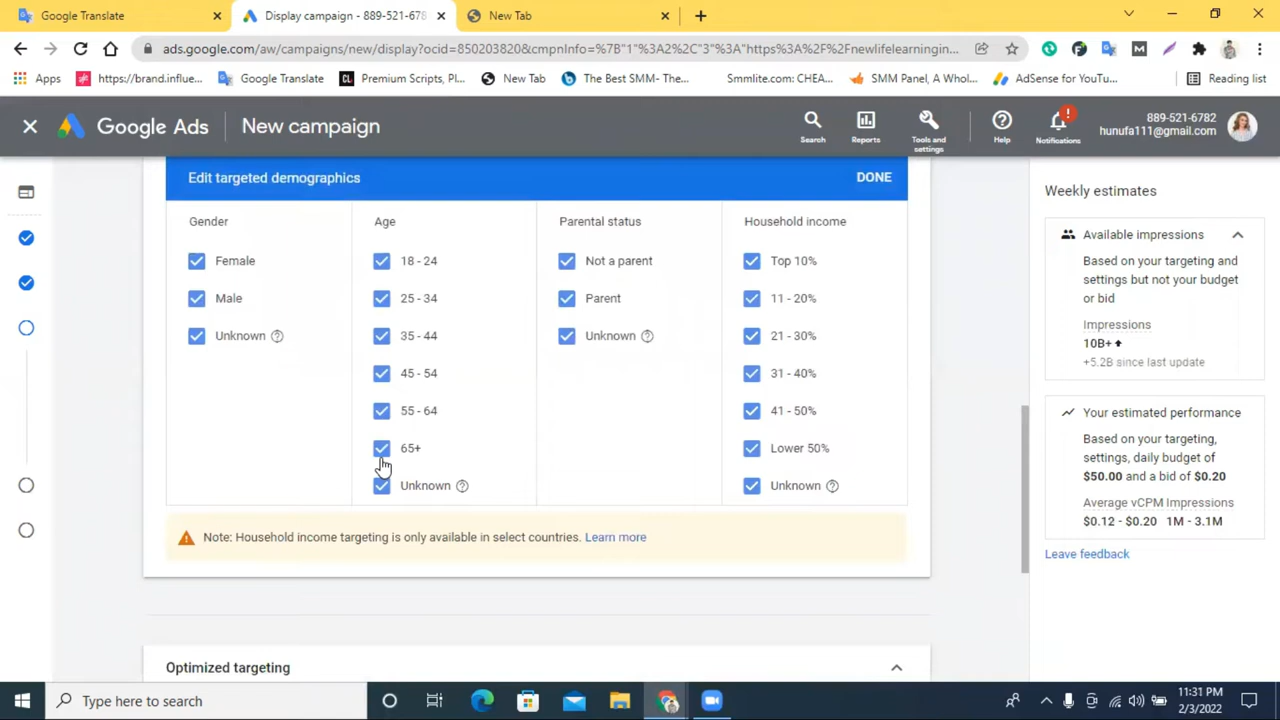 Google Translate
Display campaign - 889-521-678
New Tab
ads.google.com/aw/campaigns/new/display?ocid=850203820&cmpnInfo=%7B"1"%3A2%2C"3"%3A"https%3A%2F%2Fnewlifelearningin...
Apps
https://brand.influe...
Google Translate
Premium Scripts, Pl...
New Tab
The Best SMM- The...
Smmlite.com: CHEA...
SMM Panel, A Whol...
AdSense for YouTu...
Reading list
Google Ads
New campaign
Search
Reports
Tools and settings
Help
Notifications
889-521-6782
hunufa111@gmail.com
Edit targeted demographics
DONE
Gender
Female
Male
Unknown
Age
18 - 24
25 - 34
35 - 44
45 - 54
55 - 64
65+
Unknown
Parental status
Not a parent
Parent
Unknown
Household income
Top 10%
11 - 20%
21 - 30%
31 - 40%
41 - 50%
Lower 50%
Unknown
Note: Household income targeting is only available in select countries. Learn more
Optimized targeting
Weekly estimates
Available impressions
Based on your targeting and
settings but not your budget
or bid
Impressions
10B+
+5.2B since last update
Your estimated performance
Based on your targeting,
settings, daily budget of
$50.00 and a bid of $0.20
Average vCPM Impressions
$0.12 - $0.20 1M - 3.1M
Leave feedback
Type here to search
11:31 PM
2/3/2022